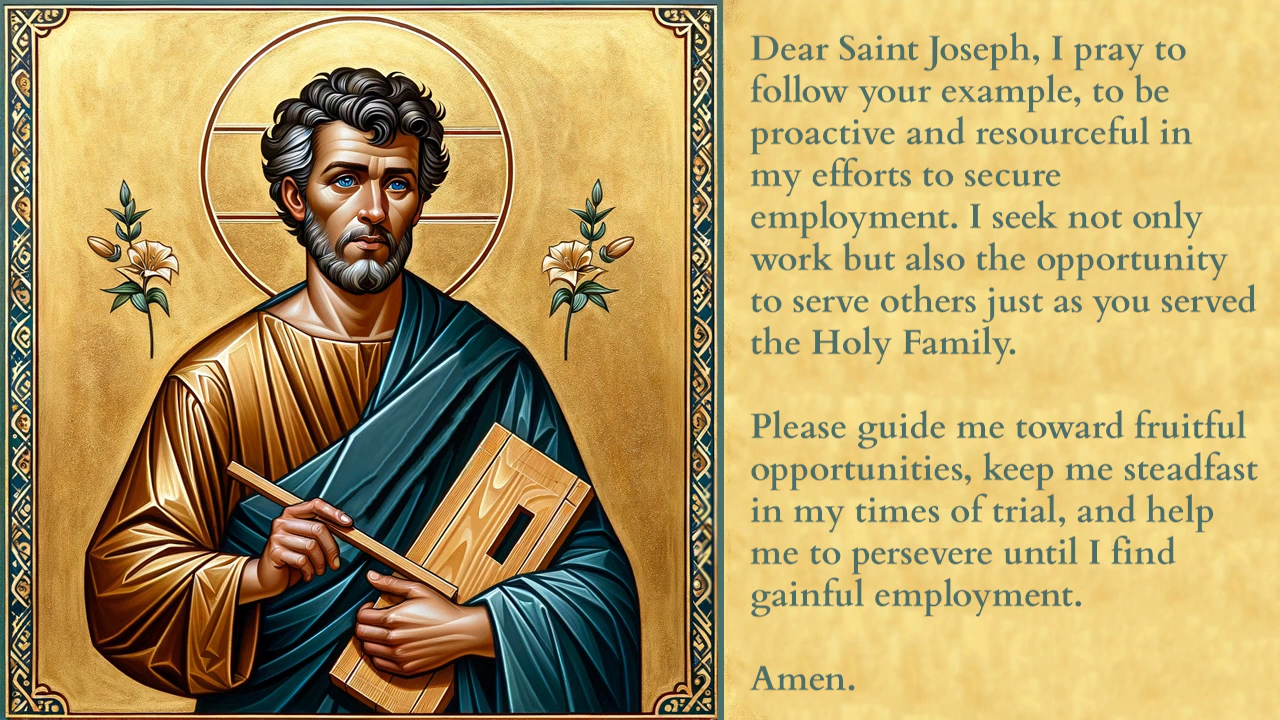 Dear Saint Joseph, I pray to
follow your example, to be
proactive and resourceful in
my efforts to secure
employment. I seek not only
work but also the opportunity
to serve others just as you served
the Holy Family.
Please guide me toward fruitful
opportunities, keep me steadfast
in my times of trial, and help
me to persevere until I find
gainful employment.
Amen.